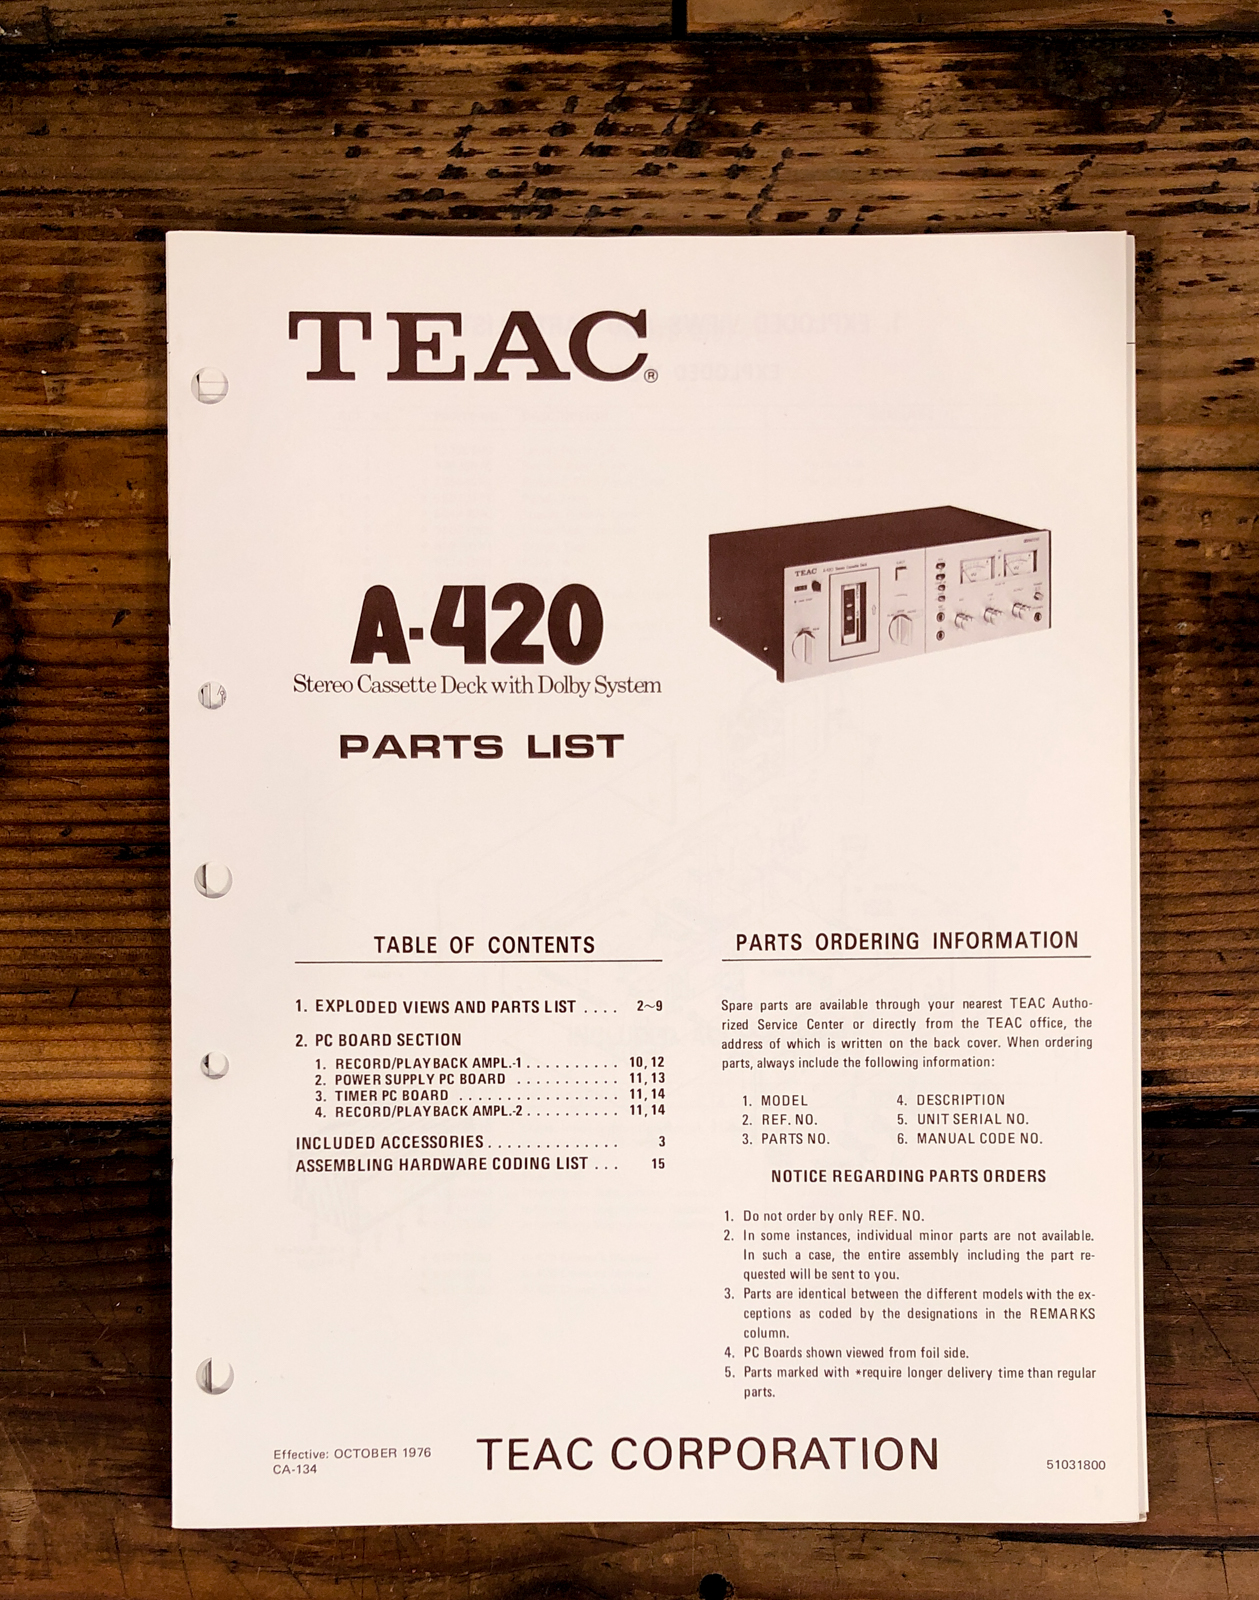 TEAC®
TEAC A-420 Stereo Cassette Deck
A-420
Stereo Cassette Deck with Dolby System
PARTS LIST
TABLE OF CONTENTS
1. EXPLODED VIEWS AND PARTS LIST .... 2~9
2. PC BOARD SECTION
1. RECORD/PLAYBACK AMPL.-1 .......... 10, 12
2. POWER SUPPLY PC BOARD ........... 11, 13
3. TIMER PC BOARD ................. 11, 14
4. RECORD/PLAYBACK AMPL.-2 .......... 11, 14
INCLUDED ACCESSORIES .............. 3
ASSEMBLING HARDWARE CODING LIST ... 15
PARTS ORDERING INFORMATION
Spare parts are available through your nearest TEAC Autho-
rized Service Center or directly from the TEAC office, the
address of which is written on the back cover. When ordering
parts, always include the following information:
1. MODEL 4. DESCRIPTION
2. REF. NO. 5. UNIT SERIAL NO.
3. PARTS NO. 6. MANUAL CODE NO.
NOTICE REGARDING PARTS ORDERS
1. Do not order by only REF. NO.
2. In some instances, individual minor parts are not available.
In such a case, the entire assembly including the part re-
quested will be sent to you.
3. Parts are identical between the different models with the ex-
ceptions as coded by the designations in the REMARKS
column.
4. PC Boards shown viewed from foil side.
5. Parts marked with *require longer delivery time than regular
parts.
Effective: OCTOBER 1976
CA-134
TEAC CORPORATION
51031800